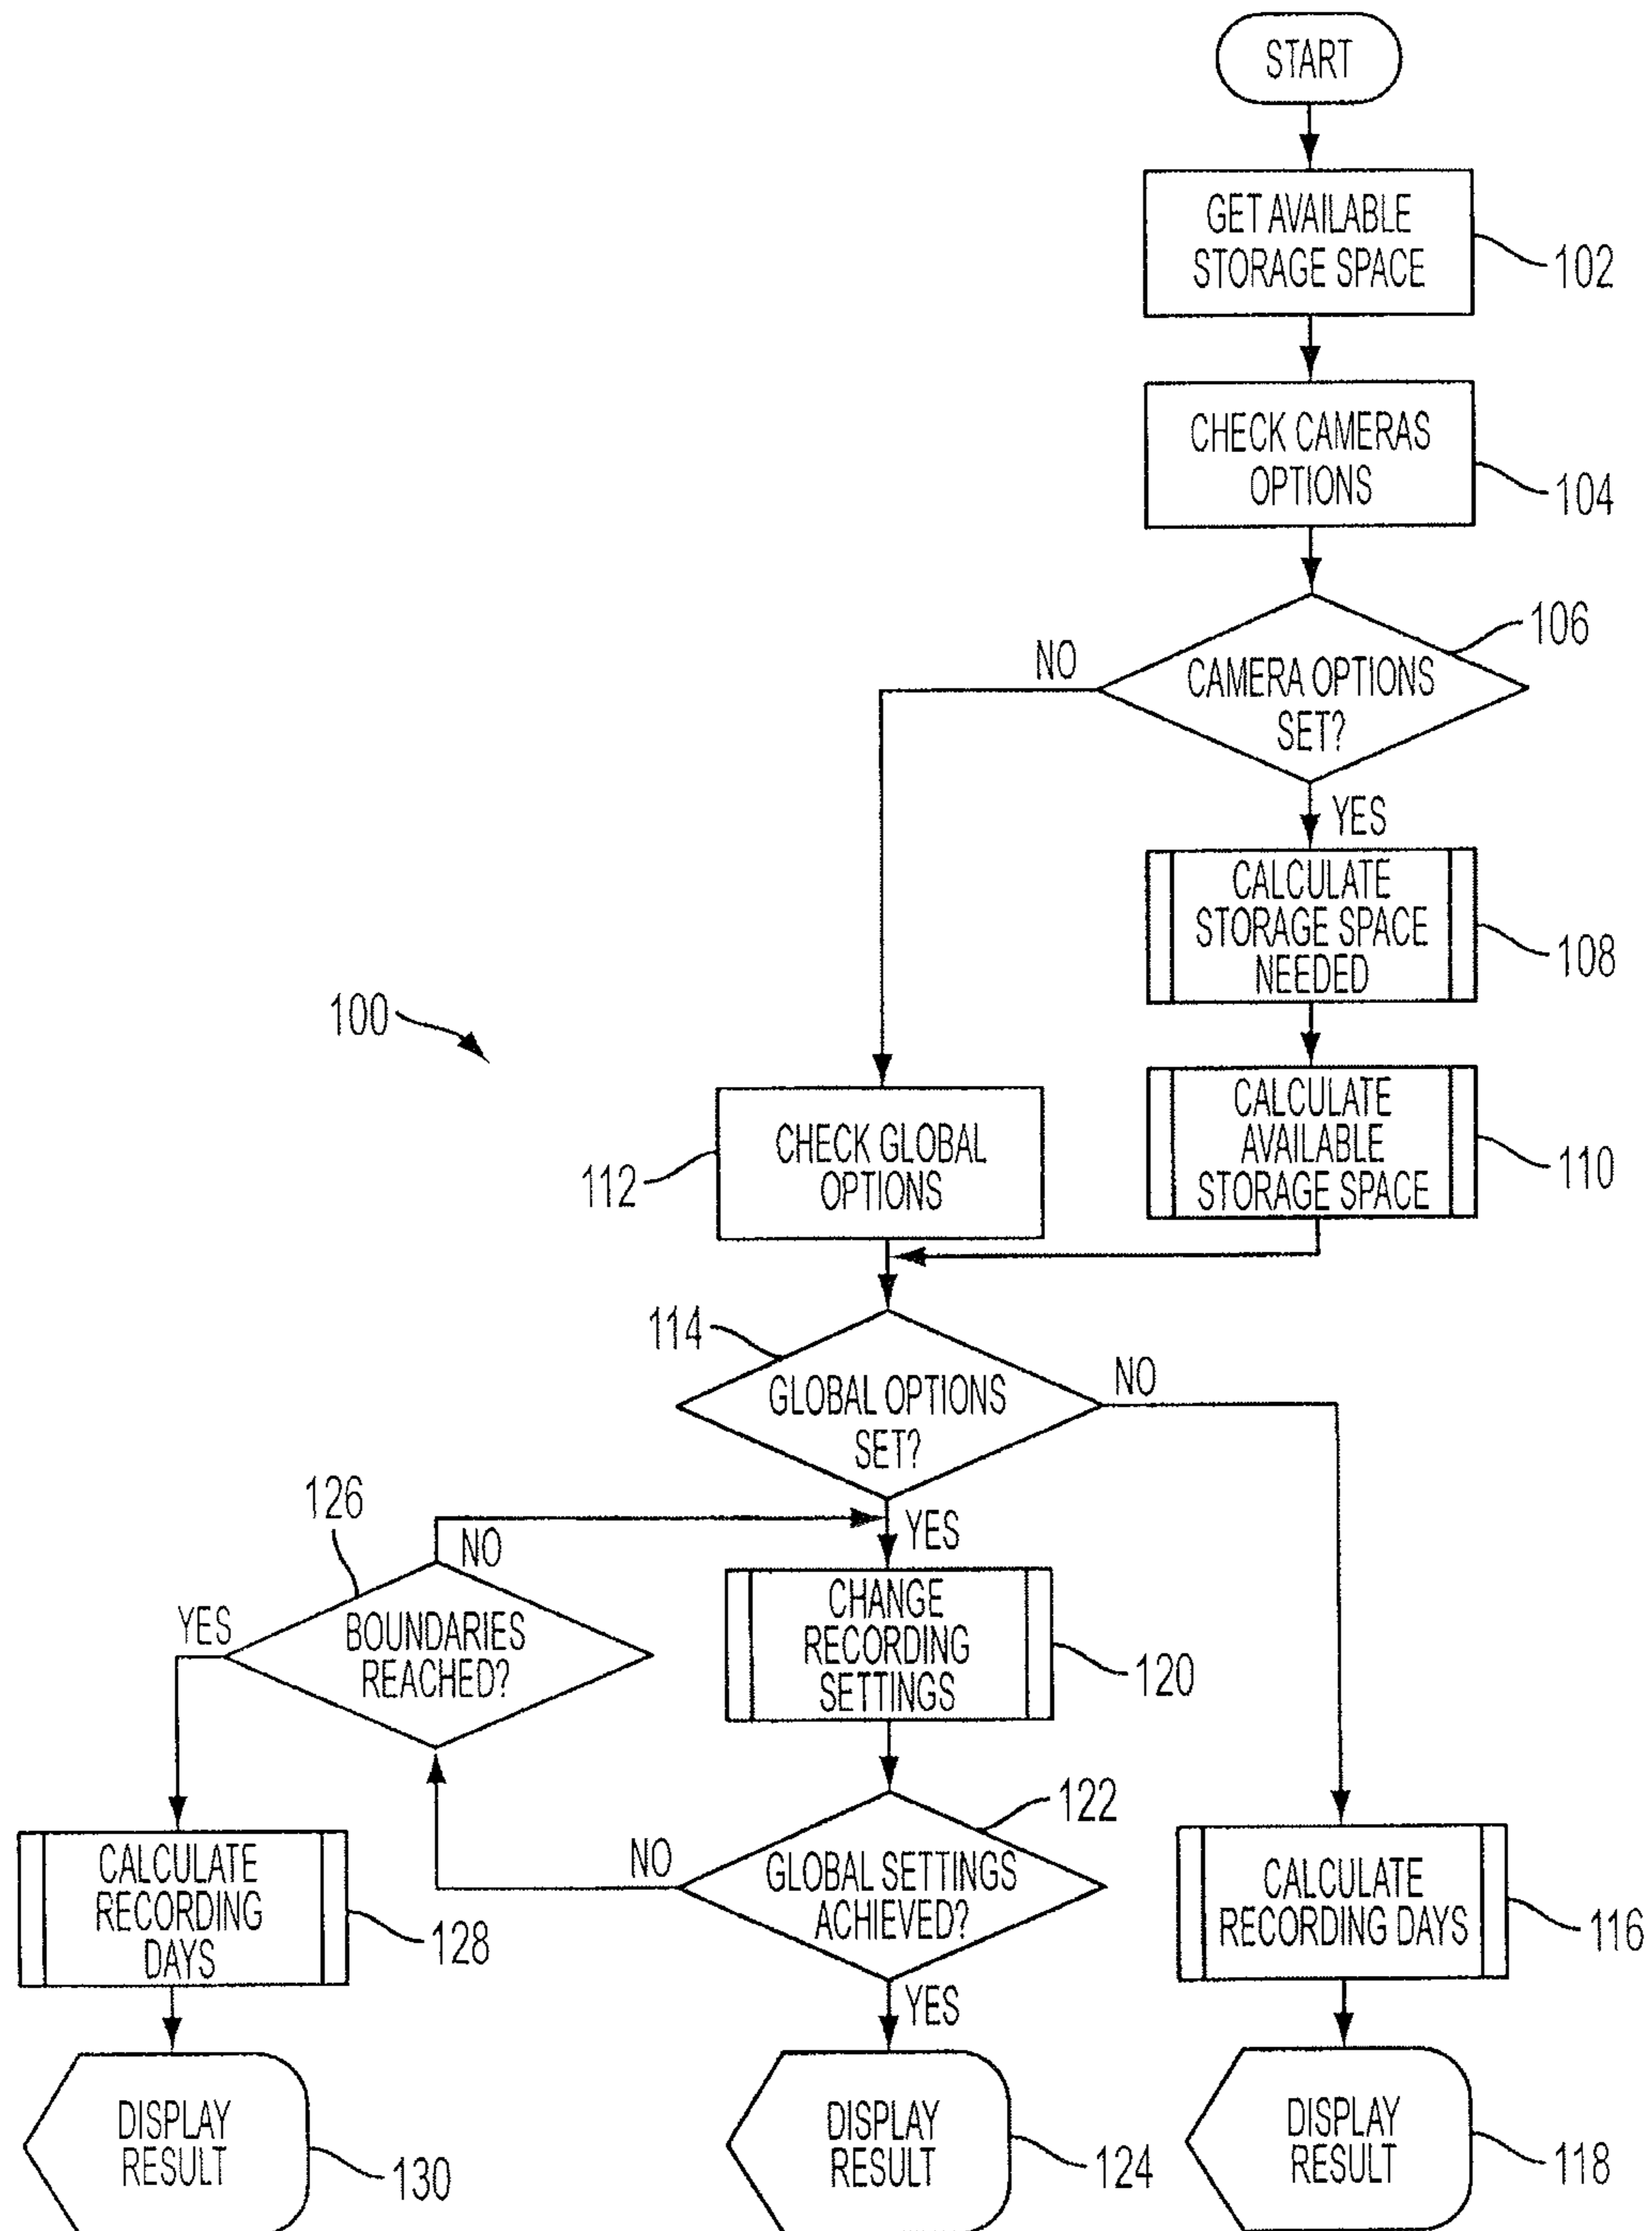 START
GET AVAILABLE
STORAGE SPACE
102
CHECK CAMERAS
OPTIONS
104
106
NO
CAMERA OPTIONS
SET?
YES
CALCULATE
STORAGE SPACE
NEEDED
108
100
CALCULATE
AVAILABLE
STORAGE SPACE
110
CHECK GLOBAL
OPTIONS
112
114
GLOBAL OPTIONS
SET?
NO
YES
126
NO
YES
BOUNDARIES
REACHED?
CHANGE
RECORDING
SETTINGS
120
122
NO
GLOBAL SETTINGS
ACHIEVED?
YES
CALCULATE
RECORDING
DAYS
128
CALCULATE
RECORDING DAYS
116
DISPLAY
RESULT
130
DISPLAY
RESULT
124
DISPLAY
RESULT
118